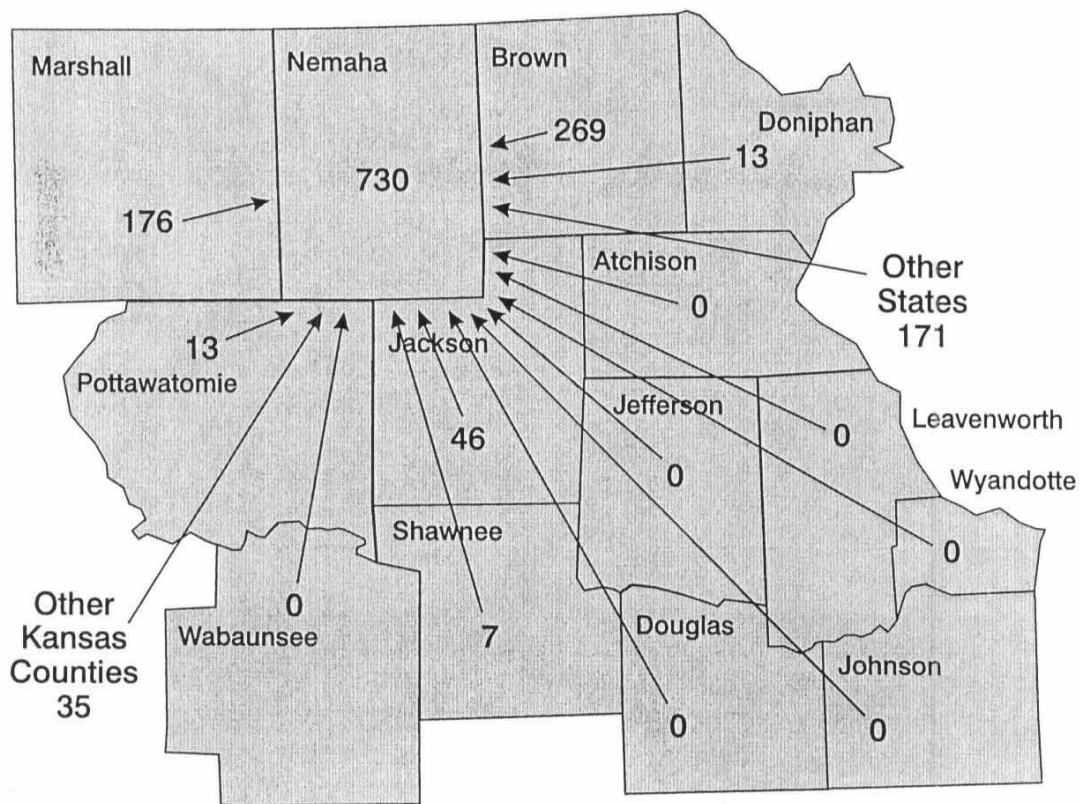 Marshall
Nemaha
Brown
Doniphan
269
13
730
176
Atchison
Other
States
171
0
13
Jackson
Pottawatomie
Jefferson
46
0
0
Leavenworth
Wyandotte
Shawnee
0
Other
Kansas
Counties
35
0
Wabaunsee
7
Douglas
Johnson
0
0